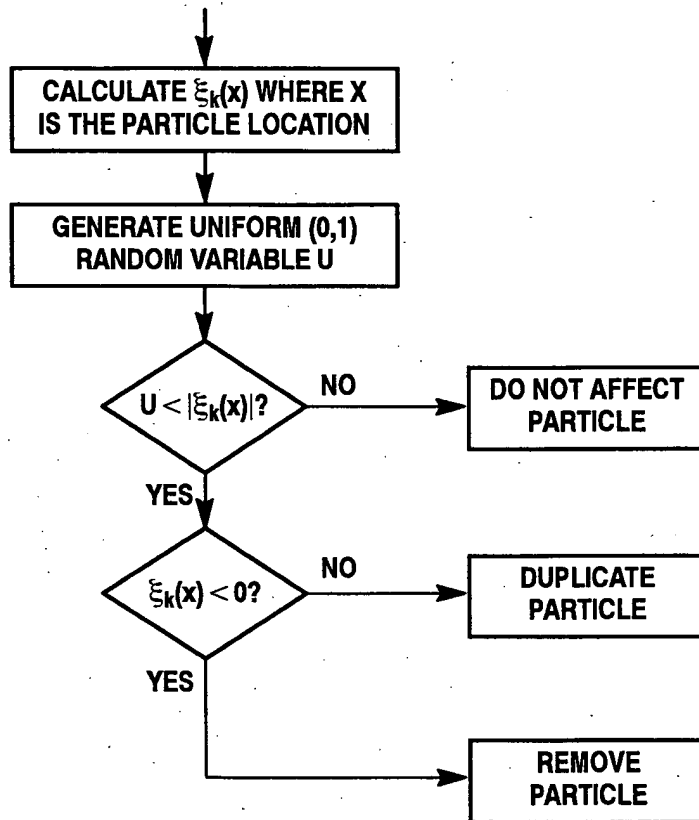 CALCULATE ξk(x) WHERE X
IS THE PARTICLE LOCATION
GENERATE UNIFORM (0,1)
RANDOM VARIABLE U
U < |ξk(x)|?
NO
DO NOT AFFECT
PARTICLE
YES
ξk(x) < 0?
NO
DUPLICATE
PARTICLE
YES
REMOVE
PARTICLE